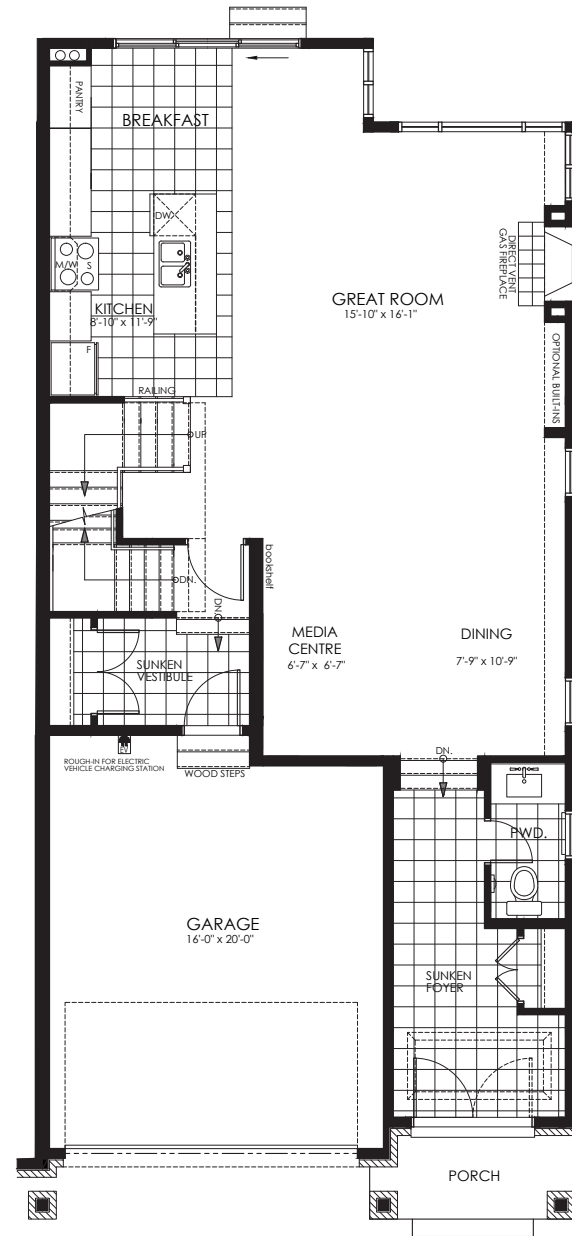 PANTRY
BREAKFAST
DW
M/W S
KITCHEN
8'-10" x 11'-9"
F
GREAT ROOM
15'-10" x 16'-1"
DIRECT VENT
GAS FIREPLACE
OPTIONAL BUILT-INS
RAILING
UP
DN.
DN.
bookshelf
SUNKEN
VESTIBULE
MEDIA
CENTRE
6'-7" x 6'-7"
DINING
7'-9" x 10'-9"
EV
ROUGH-IN FOR ELECTRIC
VEHICLE CHARGING STATION
WOOD STEPS
DN.
PWD.
GARAGE
16'-0" x 20'-0"
SUNKEN
FOYER
PORCH